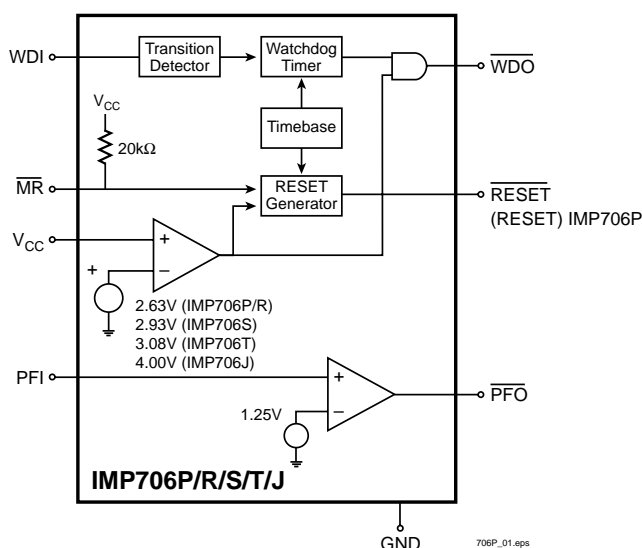 WDI
Transition
Detector
Watchdog
Timer
WDO
VCC
Timebase
20kΩ
MR
RESET
Generator
RESET
(RESET) IMP706P
VCC
+
−
+
2.63V (IMP706P/R)
2.93V (IMP706S)
3.08V (IMP706T)
4.00V (IMP706J)
PFI
+
−
PFO
1.25V
IMP706P/R/S/T/J
GND
706P_01.eps